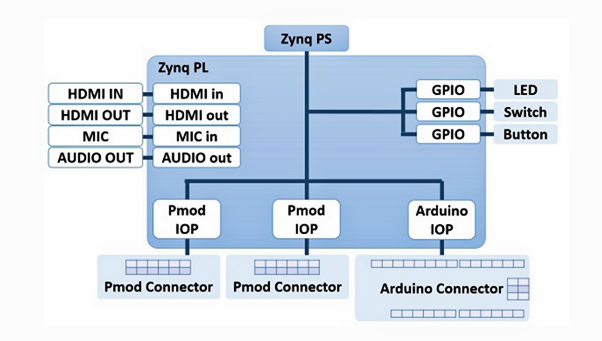 Zynq PS
Zynq PL
HDMI IN HDMI in
HDMI OUT HDMI out
MIC MIC in
AUDIO OUT AUDIO out
GPIO LED
GPIO Switch
GPIO Button
Pmod
IOP
Pmod
IOP
Arduino
IOP
Pmod Connector
Pmod Connector
Arduino Connector